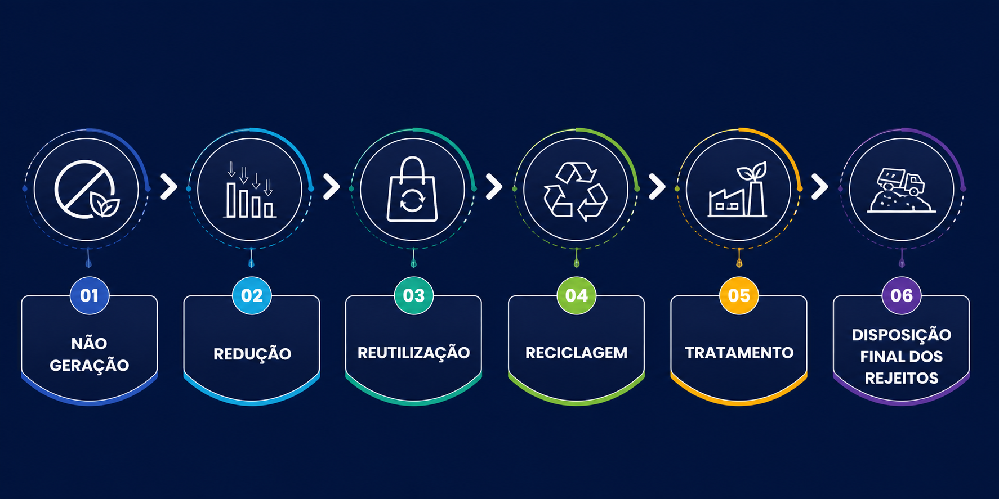 01
NÃO
GERAÇÃO
02
REDUÇÃO
03
REUTILIZAÇÃO
04
RECICLAGEM
05
TRATAMENTO
06
DISPOSIÇÃO
FINAL DOS
REJEITOS